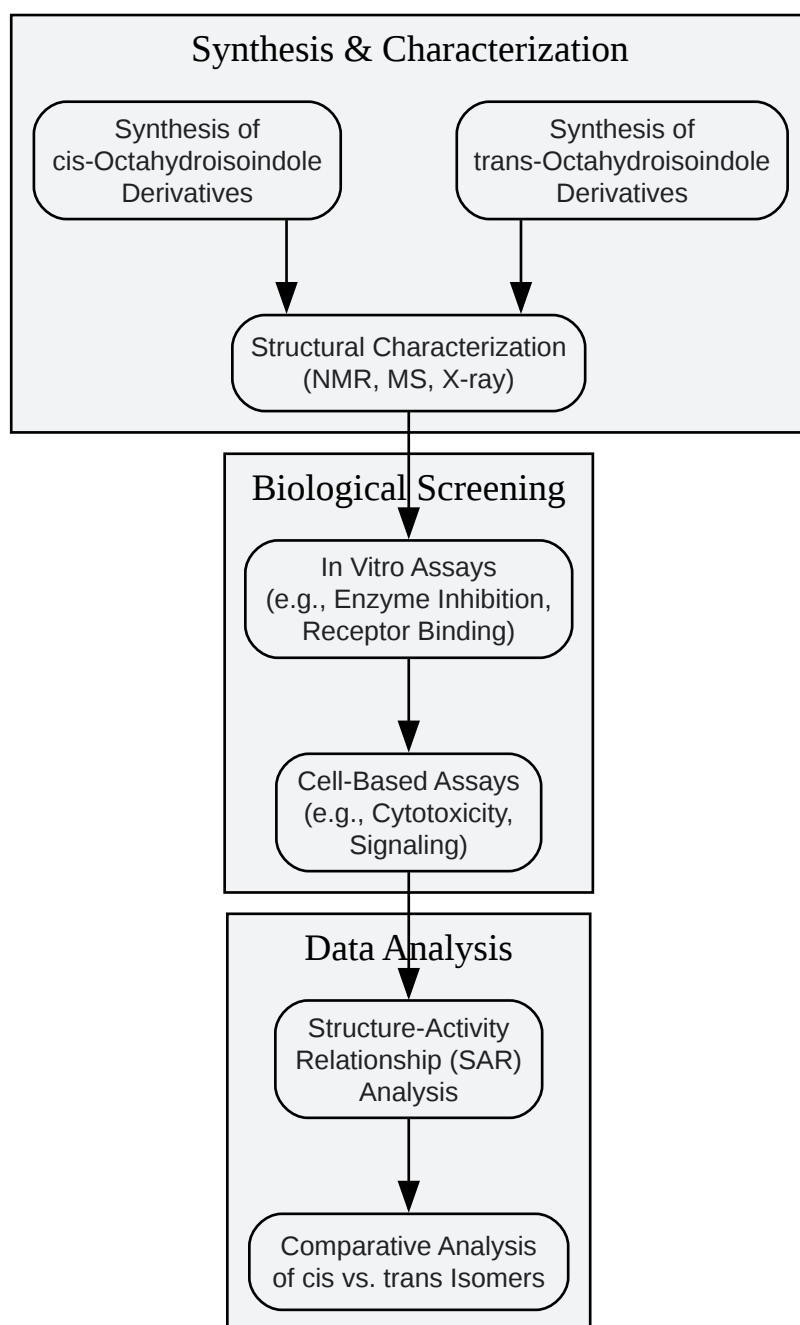 Synthesis & Characterization
Synthesis of
cis-Octahydroisoindole
Derivatives
Synthesis of
trans-Octahydroisoindole
Derivatives
Structural Characterization
(NMR, MS, X-ray)
Biological Screening
In Vitro Assays
(e.g., Enzyme Inhibition,
Receptor Binding)
Cell-Based Assays
(e.g., Cytotoxicity,
Signaling)
Data Analysis
Structure-Activity
Relationship (SAR)
Analysis
Comparative Analysis
of cis vs. trans Isomers